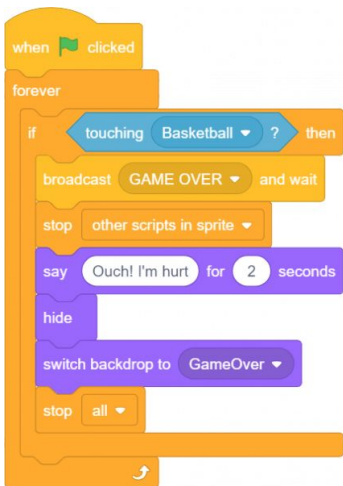 when clicked
forever
if touching Basketball ? then
broadcast GAME OVER and wait
stop other scripts in sprite
say Ouch! I'm hurt for 2 seconds
hide
switch backdrop to GameOver
stop all